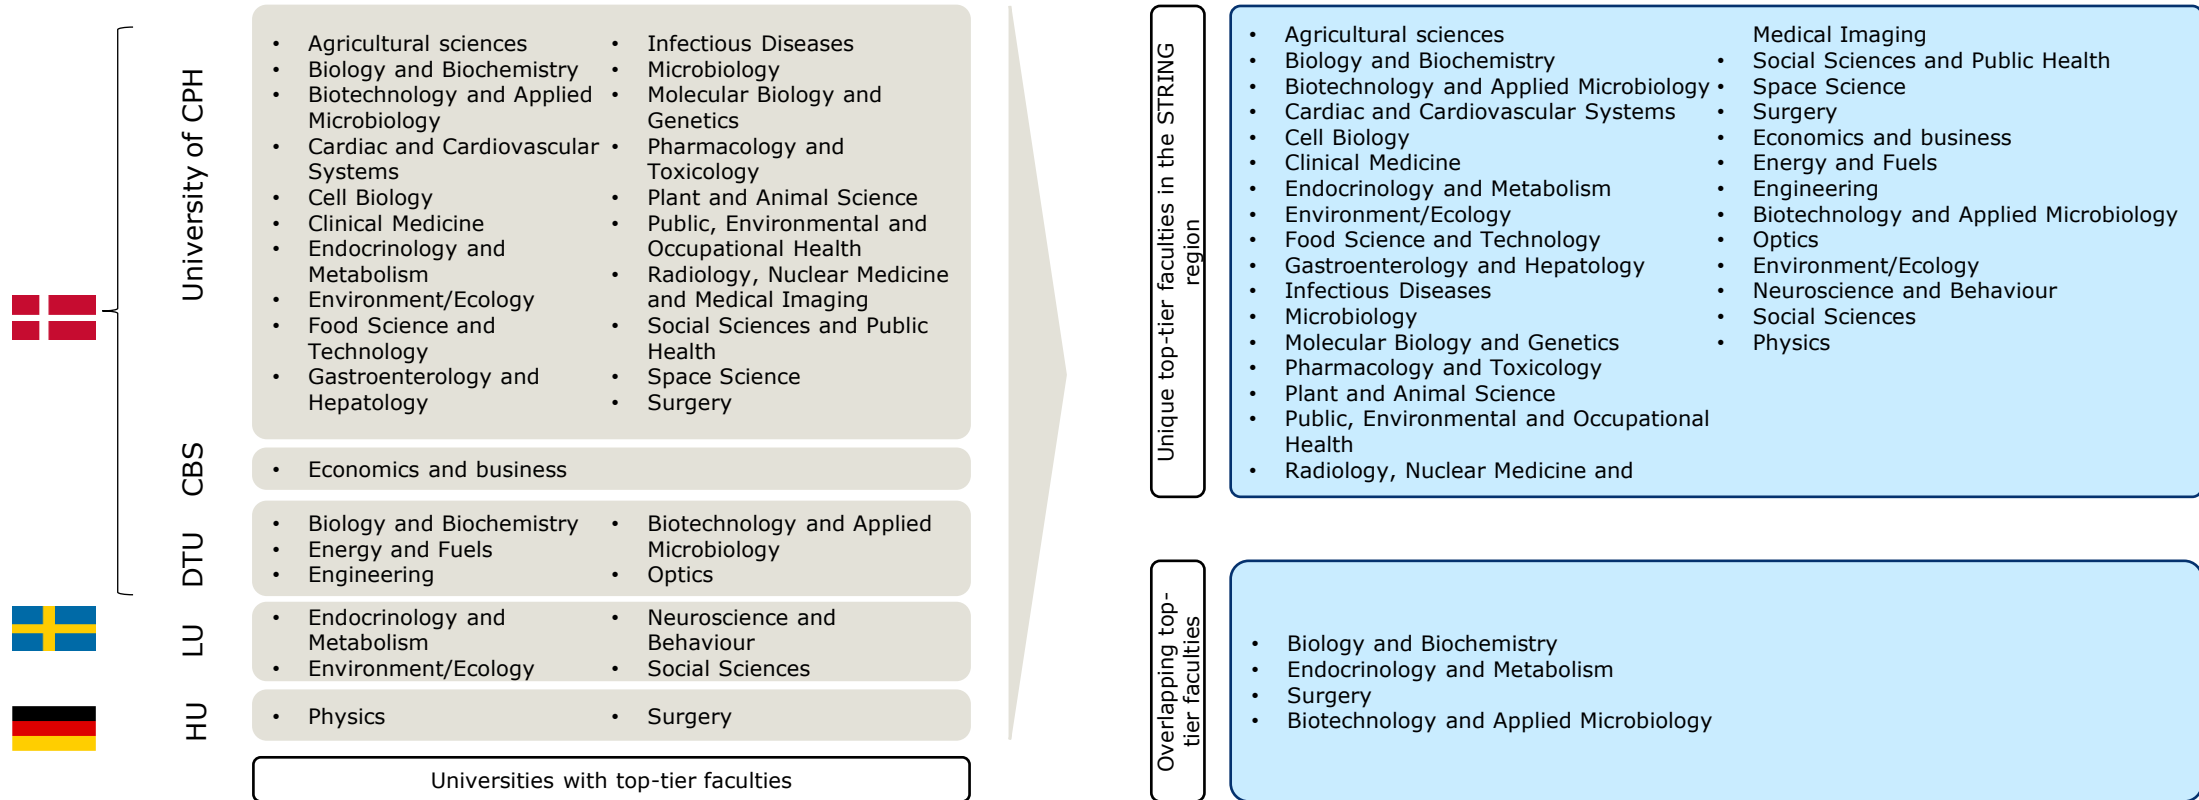 University of CPH
• Agricultural sciences
• Biology and Biochemistry
• Biotechnology and Applied
Microbiology
• Cardiac and Cardiovascular
Systems
• Cell Biology
• Clinical Medicine
• Endocrinology and
Metabolism
• Environment/Ecology
• Food Science and
Technology
• Gastroenterology and
Hepatology
• Infectious Diseases
• Microbiology
• Molecular Biology and
Genetics
• Pharmacology and
Toxicology
• Plant and Animal Science
• Public, Environmental and
Occupational Health
• Radiology, Nuclear Medicine
and Medical Imaging
• Social Sciences and Public
Health
• Space Science
• Surgery
CBS
• Economics and business
DTU
• Biology and Biochemistry
• Energy and Fuels
• Engineering
• Biotechnology and Applied
Microbiology
• Optics
LU
• Endocrinology and
Metabolism
• Environment/Ecology
• Neuroscience and
Behaviour
• Social Sciences
HU
• Physics
• Surgery
Universities with top-tier faculties
Unique top-tier faculties in the STRING
region
• Agricultural sciences
• Biology and Biochemistry
• Biotechnology and Applied Microbiology
• Cardiac and Cardiovascular Systems
• Cell Biology
• Clinical Medicine
• Endocrinology and Metabolism
• Environment/Ecology
• Food Science and Technology
• Gastroenterology and Hepatology
• Infectious Diseases
• Microbiology
• Molecular Biology and Genetics
• Pharmacology and Toxicology
• Plant and Animal Science
• Public, Environmental and Occupational
Health
• Radiology, Nuclear Medicine and
Medical Imaging
• Social Sciences and Public Health
• Space Science
• Surgery
• Economics and business
• Energy and Fuels
• Engineering
• Biotechnology and Applied Microbiology
• Optics
• Environment/Ecology
• Neuroscience and Behaviour
• Social Sciences
• Physics
Overlapping top-
tier faculties
• Biology and Biochemistry
• Endocrinology and Metabolism
• Surgery
• Biotechnology and Applied Microbiology